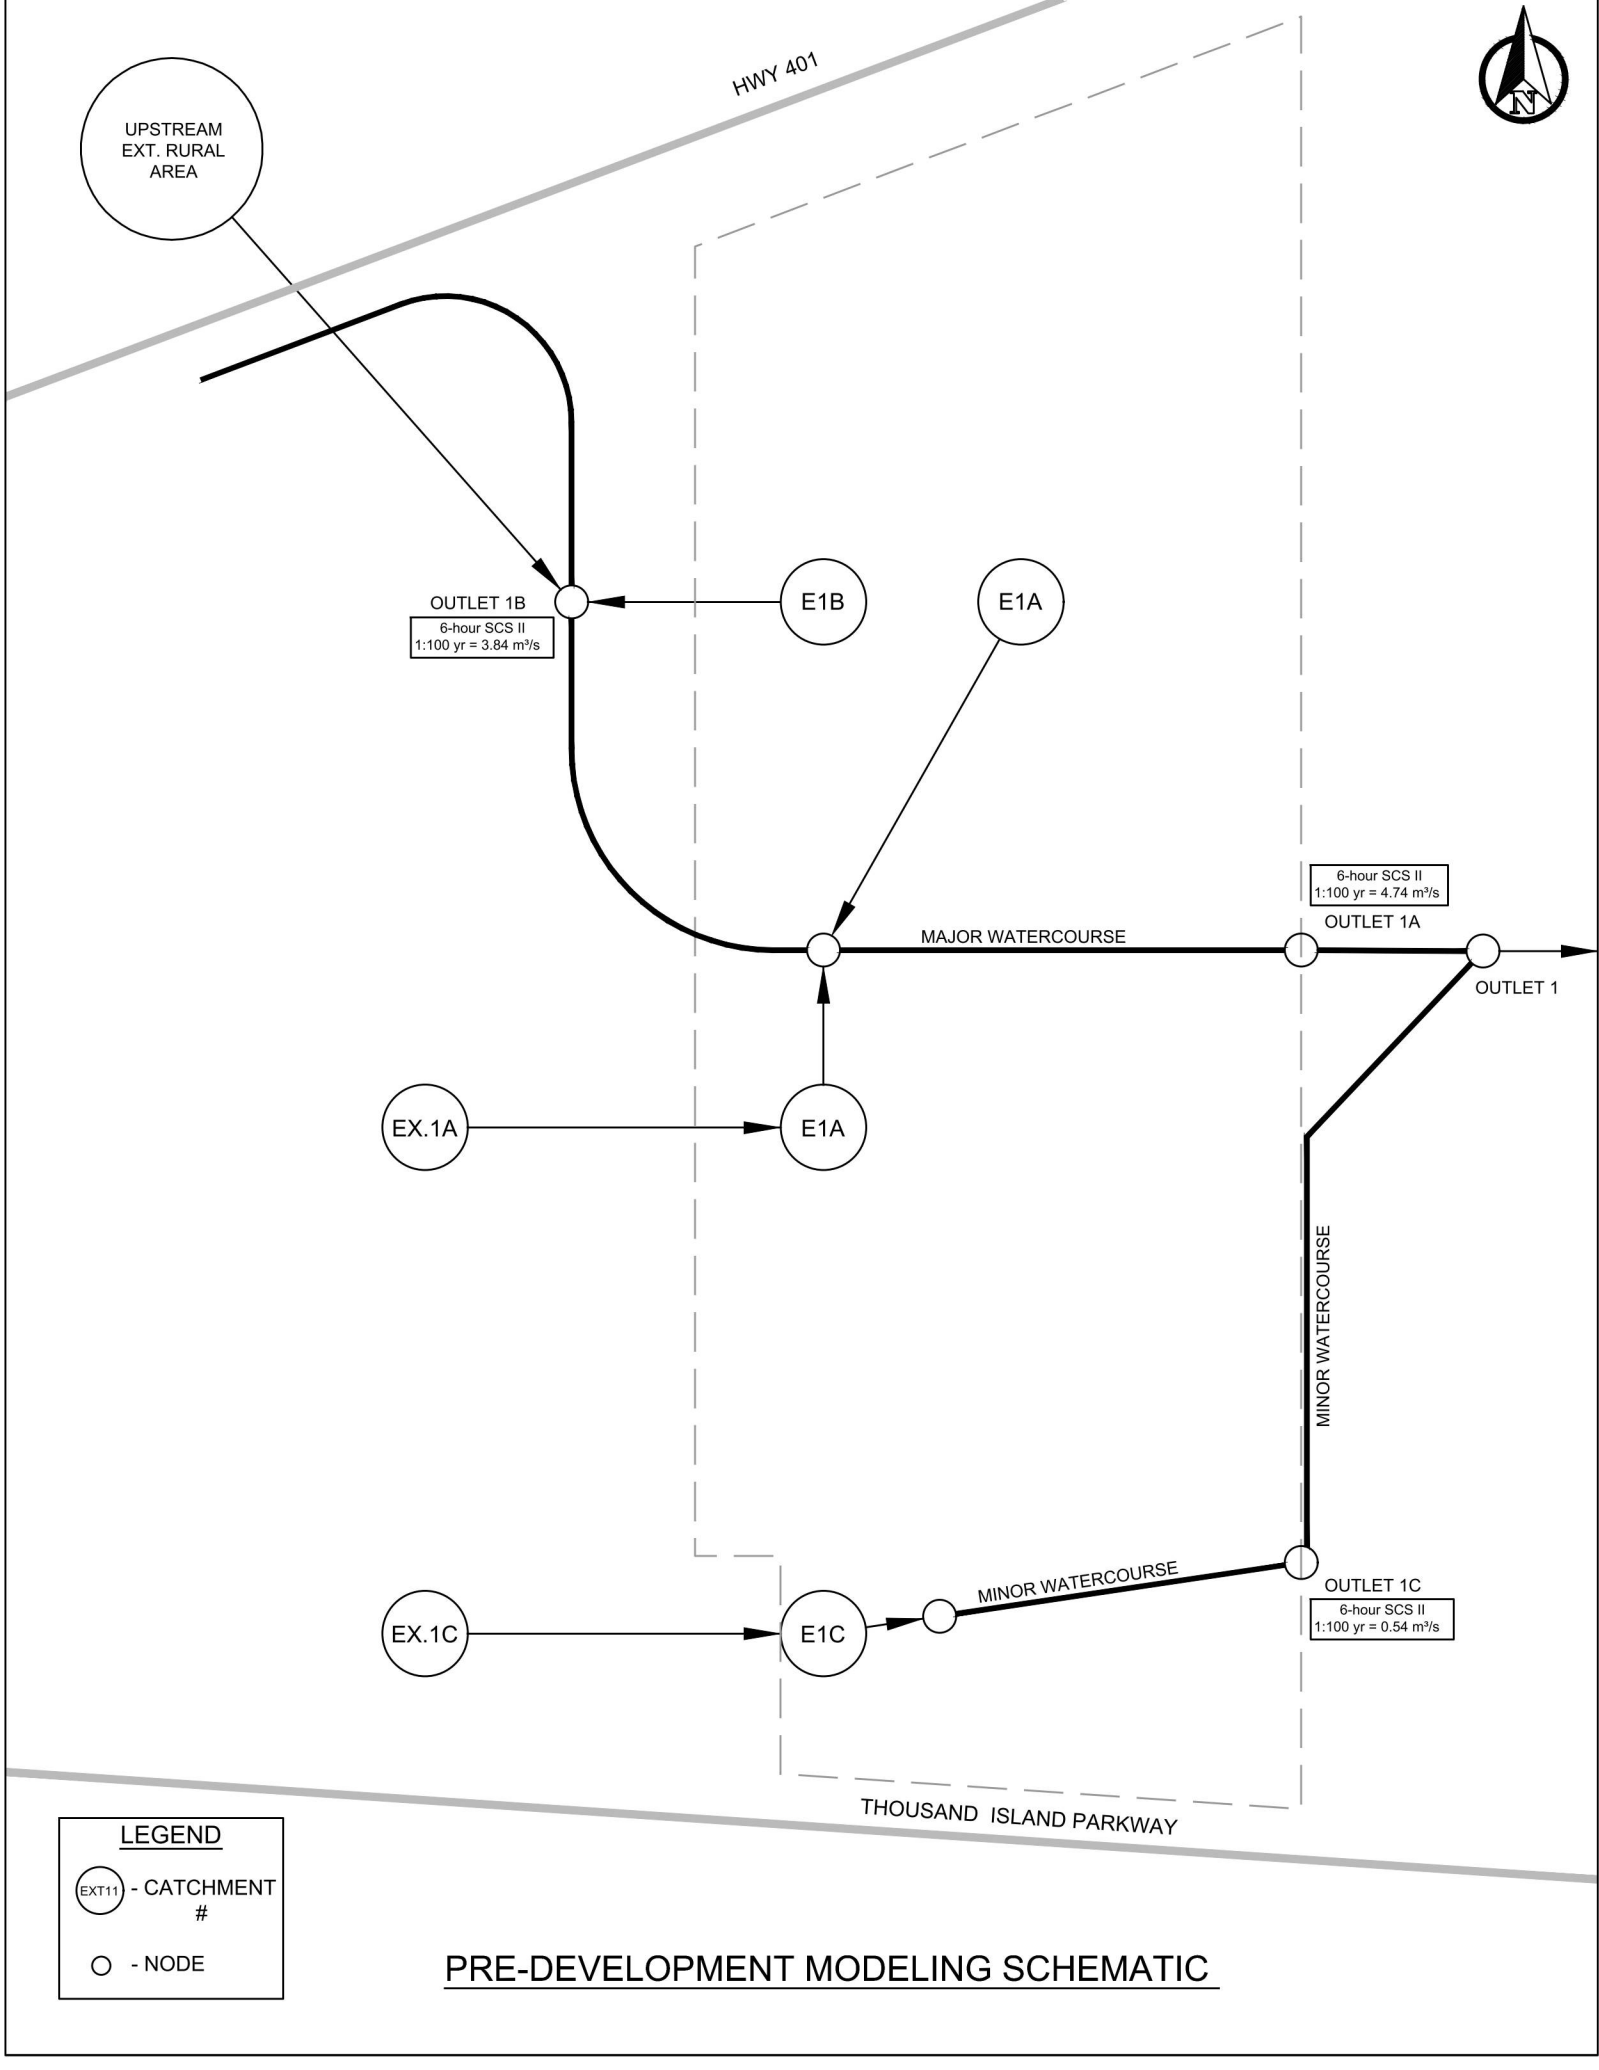 HWY 401
N
UPSTREAM
EXT. RURAL
AREA
OUTLET 1B
6-hour SCS II
1:100 yr = 3.84 m³/s
E1B
E1A
6-hour SCS II
1:100 yr = 4.74 m³/s
OUTLET 1A
MAJOR WATERCOURSE
OUTLET 1
EX.1A
E1A
MINOR WATERCOURSE
MINOR WATERCOURSE
OUTLET 1C
6-hour SCS II
1:100 yr = 0.54 m³/s
EX.1C
E1C
THOUSAND ISLAND PARKWAY
LEGEND
EXT11 - CATCHMENT
#
- NODE
PRE-DEVELOPMENT MODELING SCHEMATIC